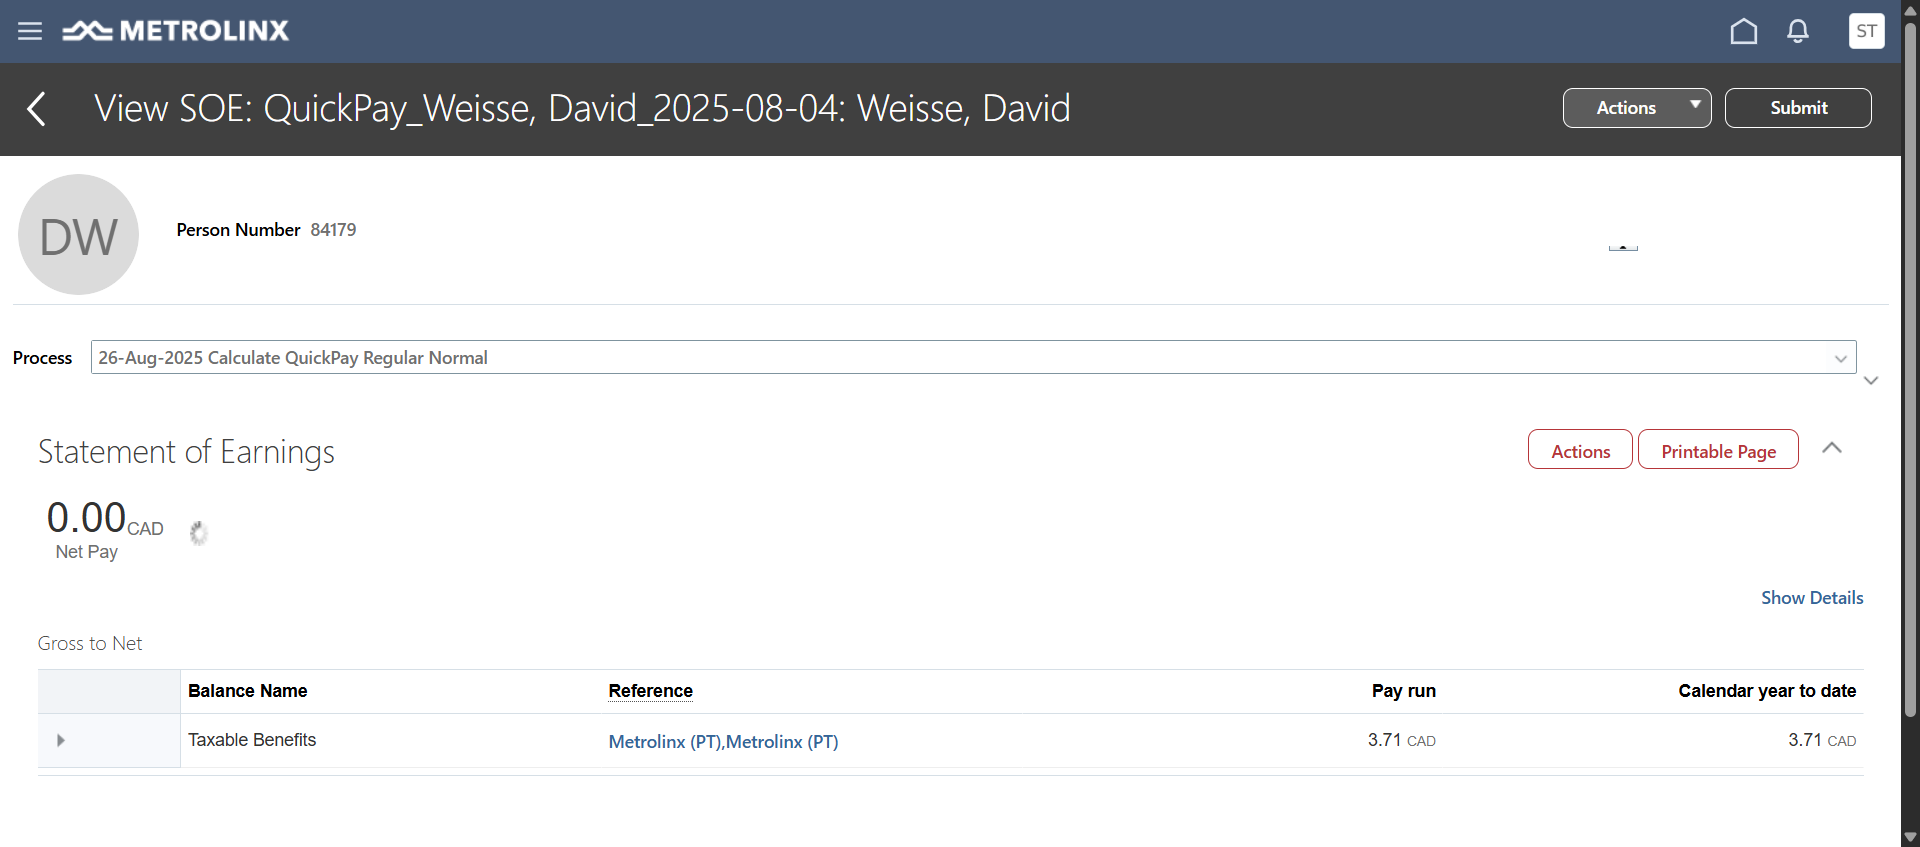 METROLINX
ST
View SOE: QuickPay_Weisse, David_2025-08-04: Weisse, David
Actions
Submit
DW
Person Number 84179
Process 26-Aug-2025 Calculate QuickPay Regular Normal
Statement of Earnings
Actions
Printable Page
0.00 CAD
Net Pay
Show Details
Gross to Net
Balance Name Reference Pay run Calendar year to date
Taxable Benefits Metrolinx (PT),Metrolinx (PT) 3.71 CAD 3.71 CAD